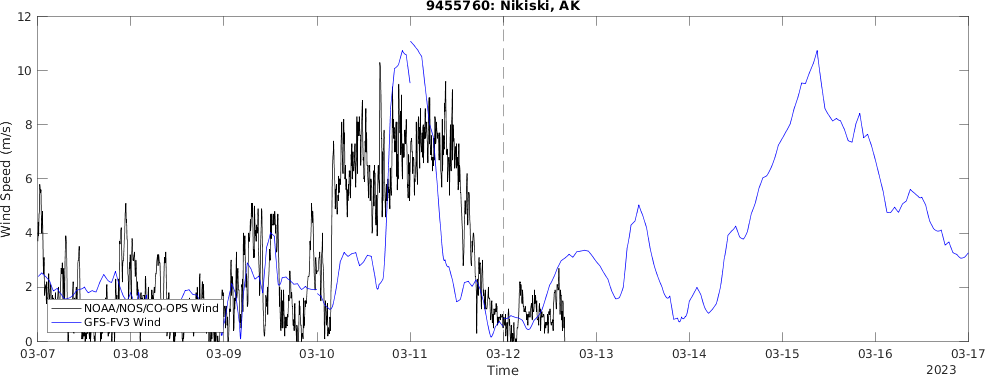 9455760: Nikiski, AK
12
10
8
6
4
2
0
Wind Speed (m/s)
NOAA/NOS/CO-OPS Wind
GFS-FV3 Wind
03-07 03-08 03-09 03-10 03-11 03-12 03-13 03-14 03-15 03-16 03-17
Time
2023